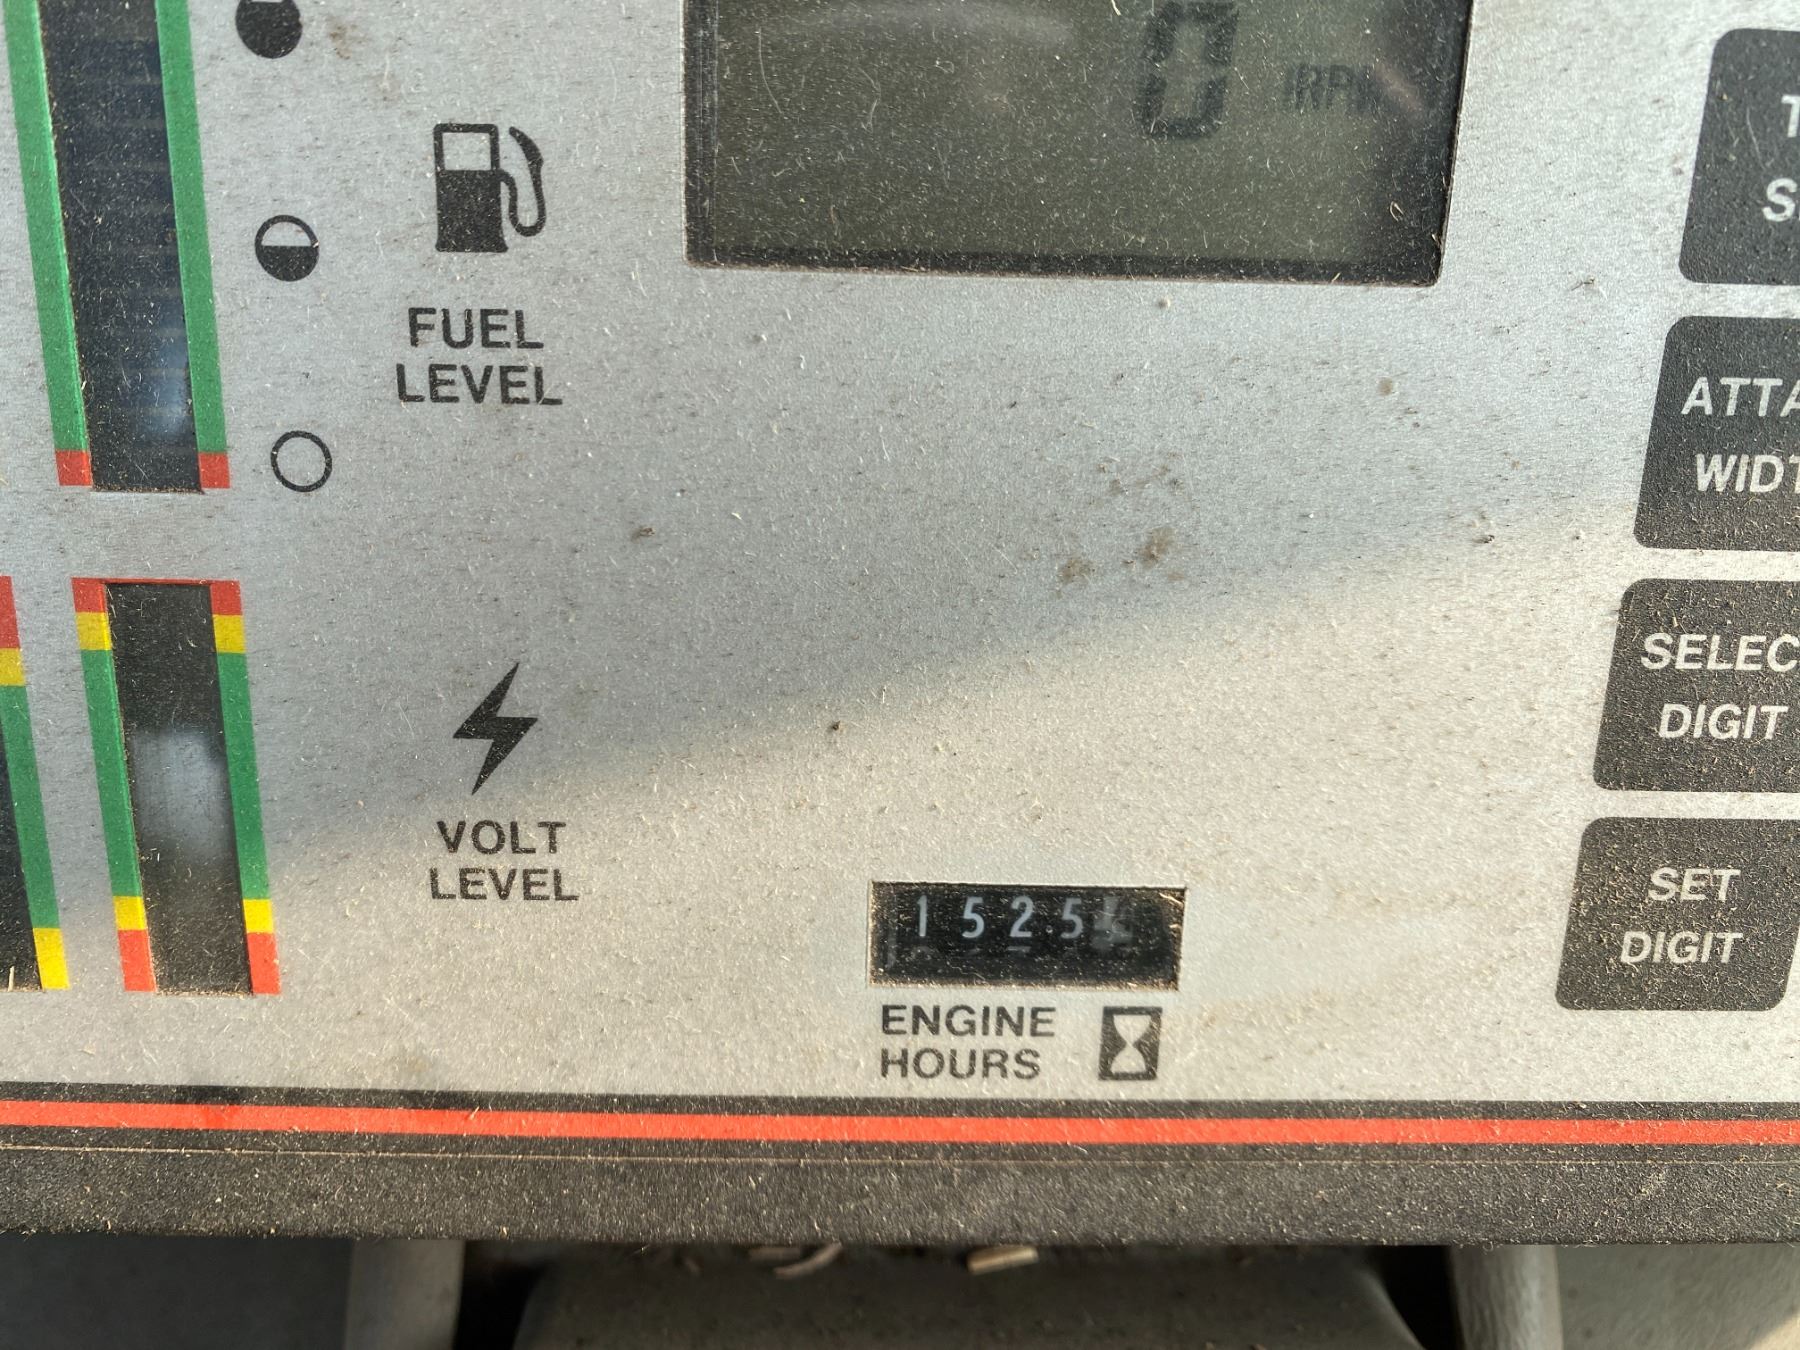 0 RPM
FUEL
LEVEL
ATTA
WIDT
SELEC
DIGIT
VOLT
LEVEL
SET
DIGIT
1525
ENGINE
HOURS